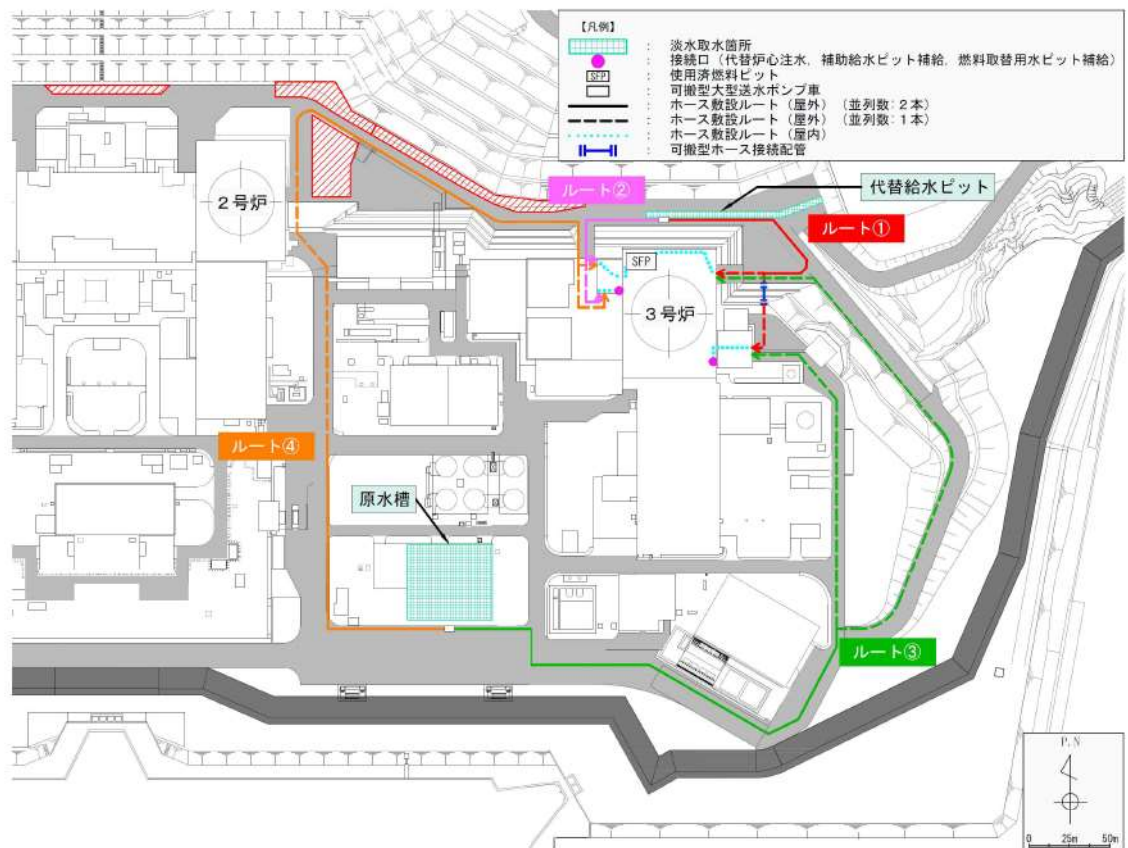 【凡例】
： 淡水取水箇所
： 接続口（代替炉心注水，補助給水ピット補給，燃料取替用水ピット補給）
SFP ： 使用済燃料ピット
： 可搬型大型送水ポンプ車
： ホース敷設ルート（屋外）（並列数：2本）
： ホース敷設ルート（屋外）（並列数：1本）
： ホース敷設ルート（屋内）
： 可搬型ホース接続配管
代替給水ピット
ルート②
2号炉
ルート①
SFP
3号炉
ルート④
原水槽
ルート③
P.N
0 25m 50m